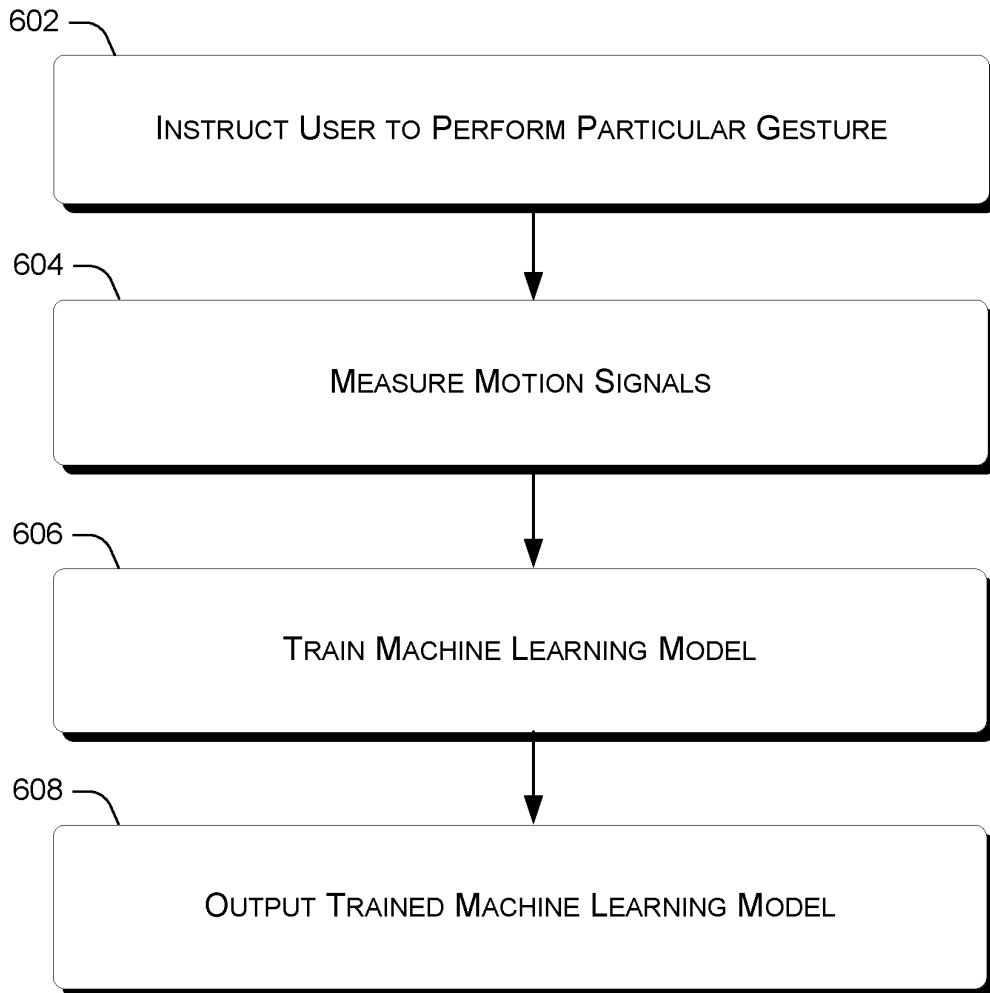 602
INSTRUCT USER TO PERFORM PARTICULAR GESTURE
604
MEASURE MOTION SIGNALS
606
TRAIN MACHINE LEARNING MODEL
608
OUTPUT TRAINED MACHINE LEARNING MODEL